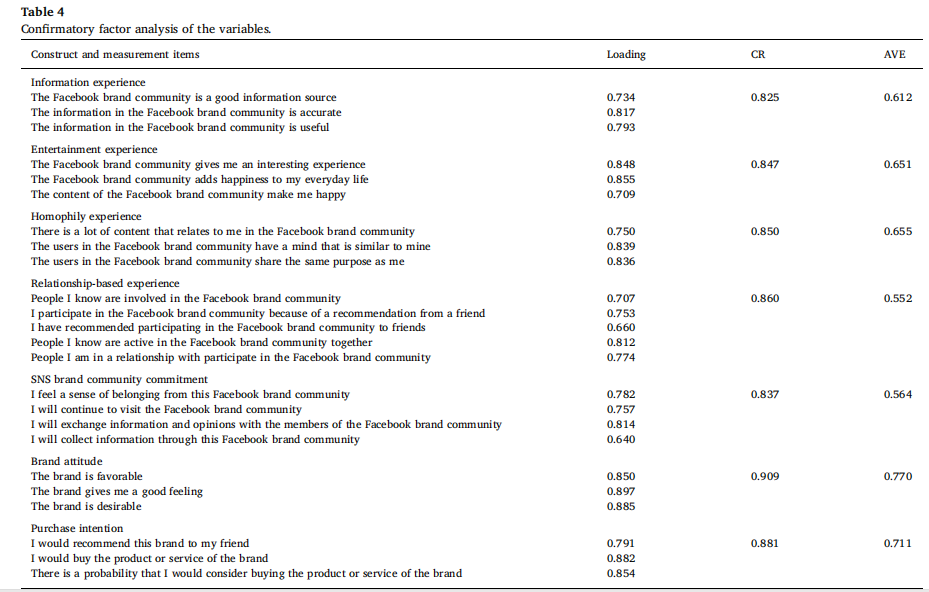 Table 4
Confirmatory factor analysis of the variables.
Construct and measurement items Loading CR AVE
Information experience
The Facebook brand community is a good information source 0.734 0.825 0.612
The information in the Facebook brand community is accurate 0.817
The information in the Facebook brand community is useful 0.793
Entertainment experience
The Facebook brand community gives me an interesting experience 0.848 0.847 0.651
The Facebook brand community adds happiness to my everyday life 0.855
The content of the Facebook brand community make me happy 0.709
Homophily experience
There is a lot of content that relates to me in the Facebook brand community 0.750 0.850 0.655
The users in the Facebook brand community have a mind that is similar to mine 0.839
The users in the Facebook brand community share the same purpose as me 0.836
Relationship-based experience
People I know are involved in the Facebook brand community 0.707 0.860 0.552
I participate in the Facebook brand community because of a recommendation from a friend 0.753
I have recommended participating in the Facebook brand community to friends 0.660
People I know are active in the Facebook brand community together 0.812
People I am in a relationship with participate in the Facebook brand community 0.774
SNS brand community commitment
I feel a sense of belonging from this Facebook brand community 0.782 0.837 0.564
I will continue to visit the Facebook brand community 0.757
I will exchange information and opinions with the members of the Facebook brand community 0.814
I will collect information through this Facebook brand community 0.640
Brand attitude
The brand is favorable 0.850 0.909 0.770
The brand gives me a good feeling 0.897
The brand is desirable 0.885
Purchase intention
I would recommend this brand to my friend 0.791 0.881 0.711
I would buy the product or service of the brand 0.882
There is a probability that I would consider buying the product or service of the brand 0.854